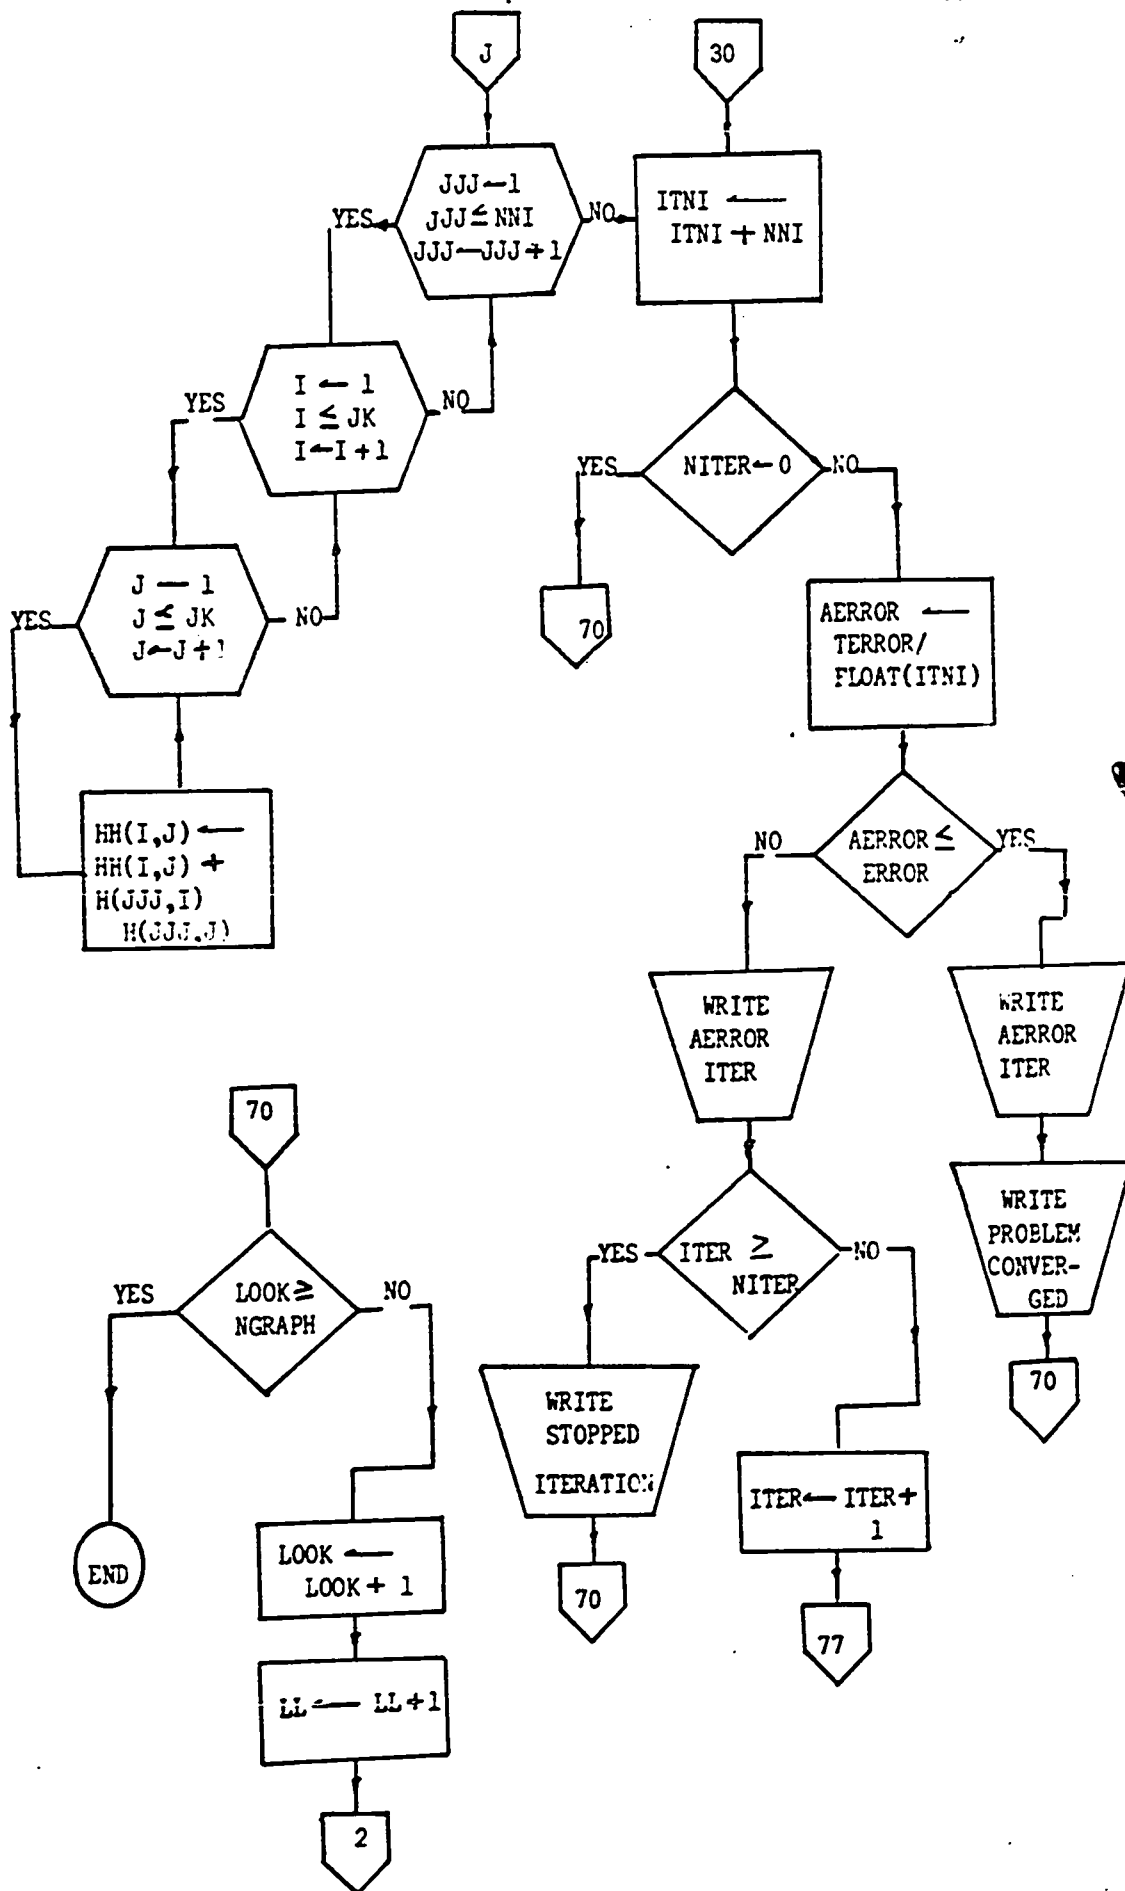 J
30
JJJ←1
JJJ≤NNI
JJJ←JJJ+1
YES
NO
ITNI ←
ITNI + NNI
I ← 1
I ≤ JK
I←I+1
YES
NO
NITER←0
YES
NO
70
J — 1
J ≤ JK
J←J+1
YES
NO
AERROR ←
TERROR/
FLOAT(ITNI)
HH(I,J) ←
HH(I,J) +
H(JJJ,I)
H(JJJ,J)
AERROR ≤
ERROR
NO
YES
WRITE
AERROR
ITER
WRITE
AERROR
ITER
WRITE
PROBLEM
CONVER-
GED
70
ITER ≥
NITER
YES
NO
WRITE
STOPPED
ITERATION
70
ITER← ITER +
1
77
70
LOOK ≥
NGRAPH
YES
NO
END
LOOK ←
LOOK + 1
LL ← LL +1
2